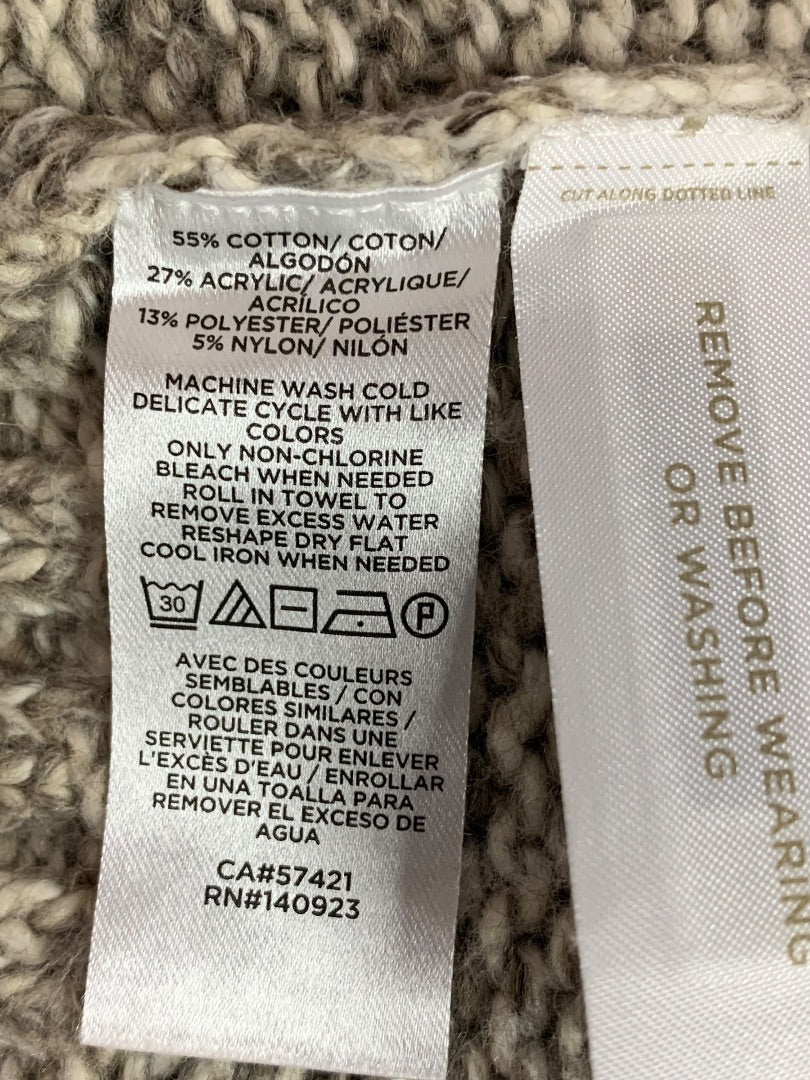 55% COTTON/ COTON/
ALGODÓN
27% ACRYLIC/ ACRYLIQUE/
ACRÍLICO
13% POLYESTER/ POLIÉSTER
5% NYLON/ NILÓN
MACHINE WASH COLD
DELICATE CYCLE WITH LIKE
COLORS
ONLY NON-CHLORINE
BLEACH WHEN NEEDED
ROLL IN TOWEL TO
REMOVE EXCESS WATER
RESHAPE DRY FLAT
COOL IRON WHEN NEEDED
30 P
AVEC DES COULEURS
SEMBLABLES / CON
COLORES SIMILARES /
ROULER DANS UNE
SERVIETTE POUR ENLEVER
L'EXCÈS D'EAU / ENROLLAR
EN UNA TOALLA PARA
REMOVER EL EXCESO DE
AGUA
CA#57421
RN#140923
CUT ALONG DOTTED LINE
REMOVE BEFORE WEARING
OR WASHING